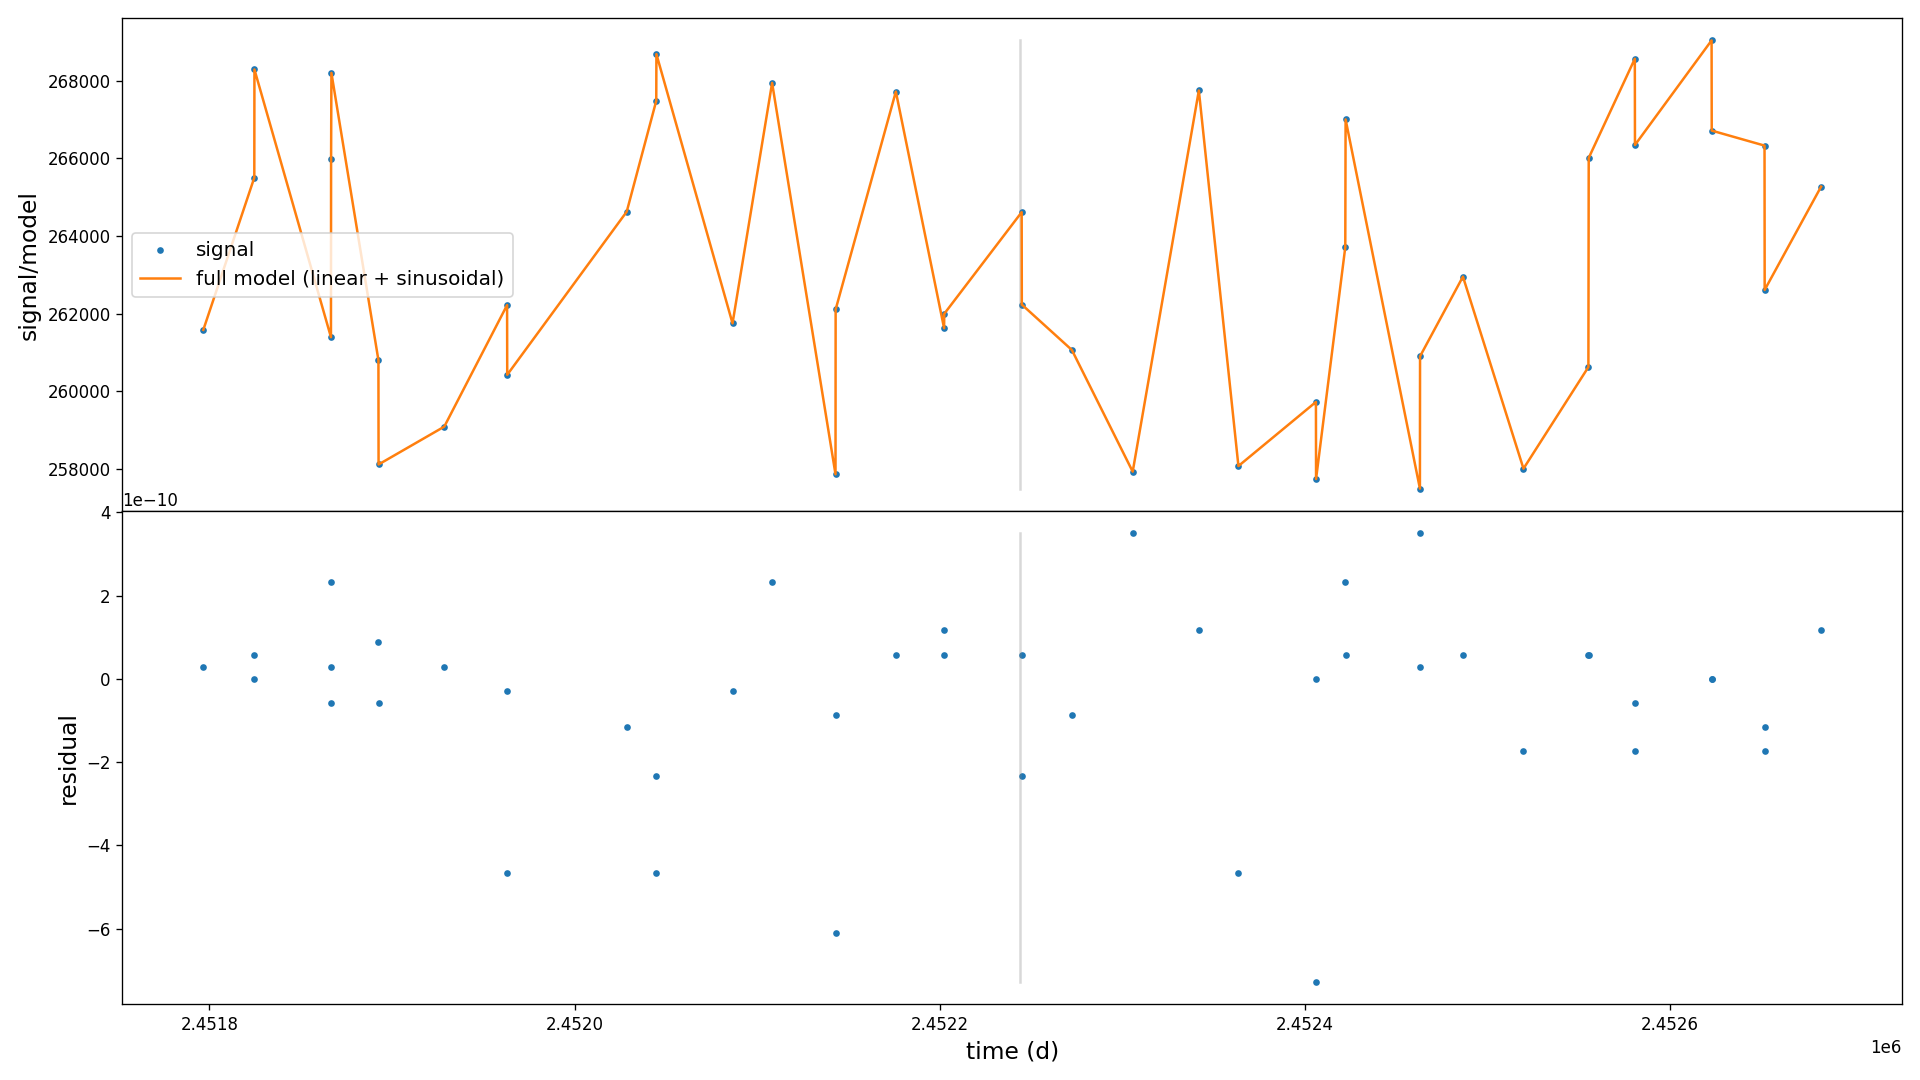 268000
266000
264000
262000
260000
258000
signal/model
signal
full model (linear + sinusoidal)
1e−10
4
2
0
−2
−4
−6
residual
2.4518
2.4520
2.4522
2.4524
2.4526
time (d)
1e6